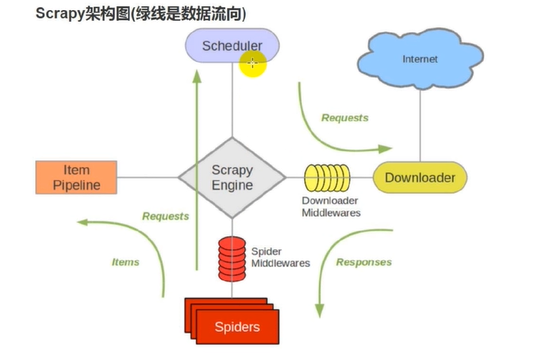 Scrapy架构图(绿线是数据流向)
Scheduler
Internet
Requests
Item
Pipeline
Scrapy
Engine
Downloader
Downloader
Middlewares
Requests
Spider
Middlewares
Items
Responses
Spiders